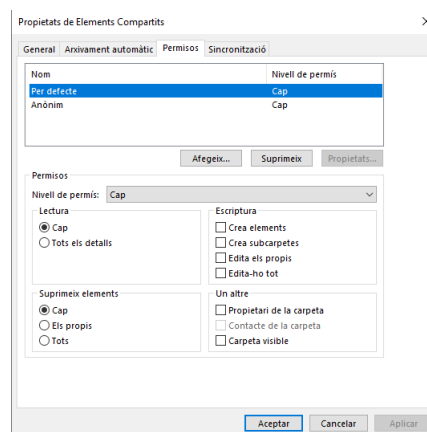 Propietats de Elements Compartits
General Arxivament automàtic Permisos Sincronització
Nom Nivell de permís
Per defecte Cap
Anònim Cap
Afegeix... Suprimeix Propietats...
Permisos
Nivell de permís: Cap
Lectura
Cap
Tots els detalls
Escriptura
Crea elements
Crea subcarpetes
Edita els propis
Edita-ho tot
Suprimeix elements
Cap
Els propis
Tots
Un altre
Propietari de la carpeta
Contacte de la carpeta
Carpeta visible
Aceptar Cancelar Aplicar